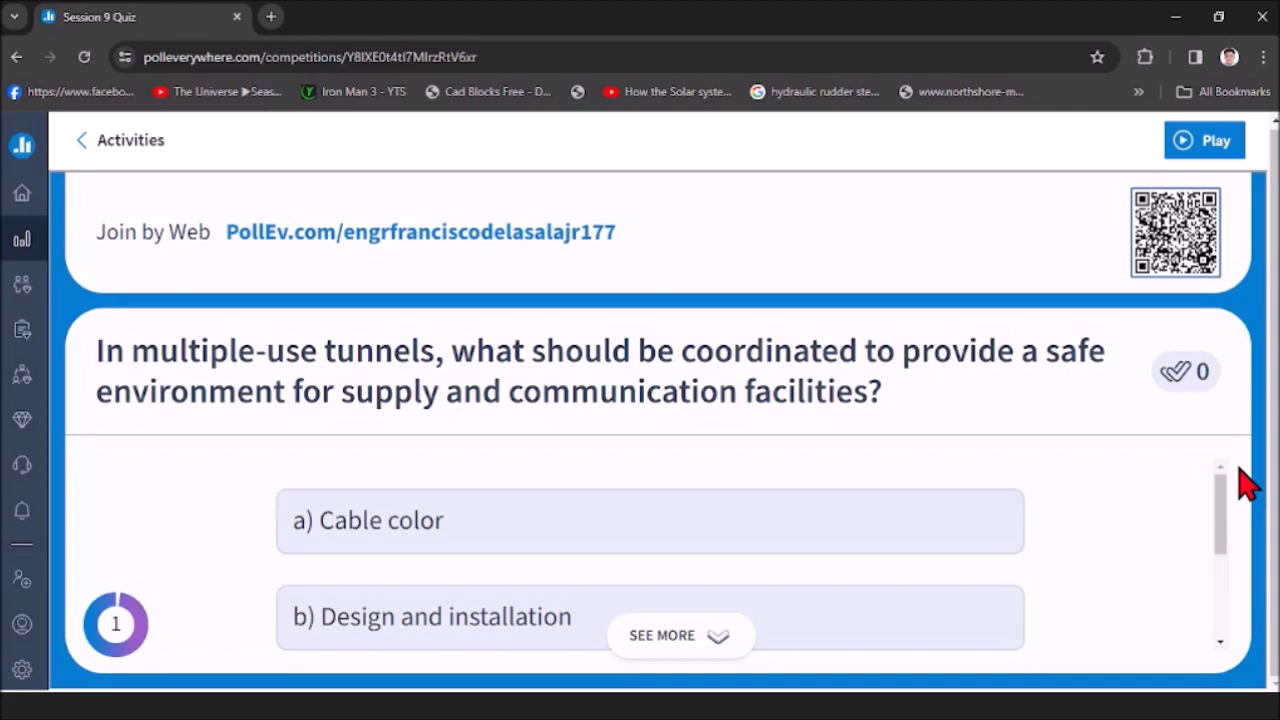 Session 9 Quiz
polleverywhere.com/competitions/Y8lXE0t4tI7MIrzRtV6xr
https://www.facebo...
The Universe ▶Seas...
Iron Man 3 - YTS
Cad Blocks Free - D...
How the Solar syste...
hydraulic rudder ste...
www.northshore-m...
All Bookmarks
Activities
Play
Join by Web PollEv.com/engrfranciscodelasalajr177
In multiple-use tunnels, what should be coordinated to provide a safe
environment for supply and communication facilities?
0
a) Cable color
b) Design and installation
1
SEE MORE